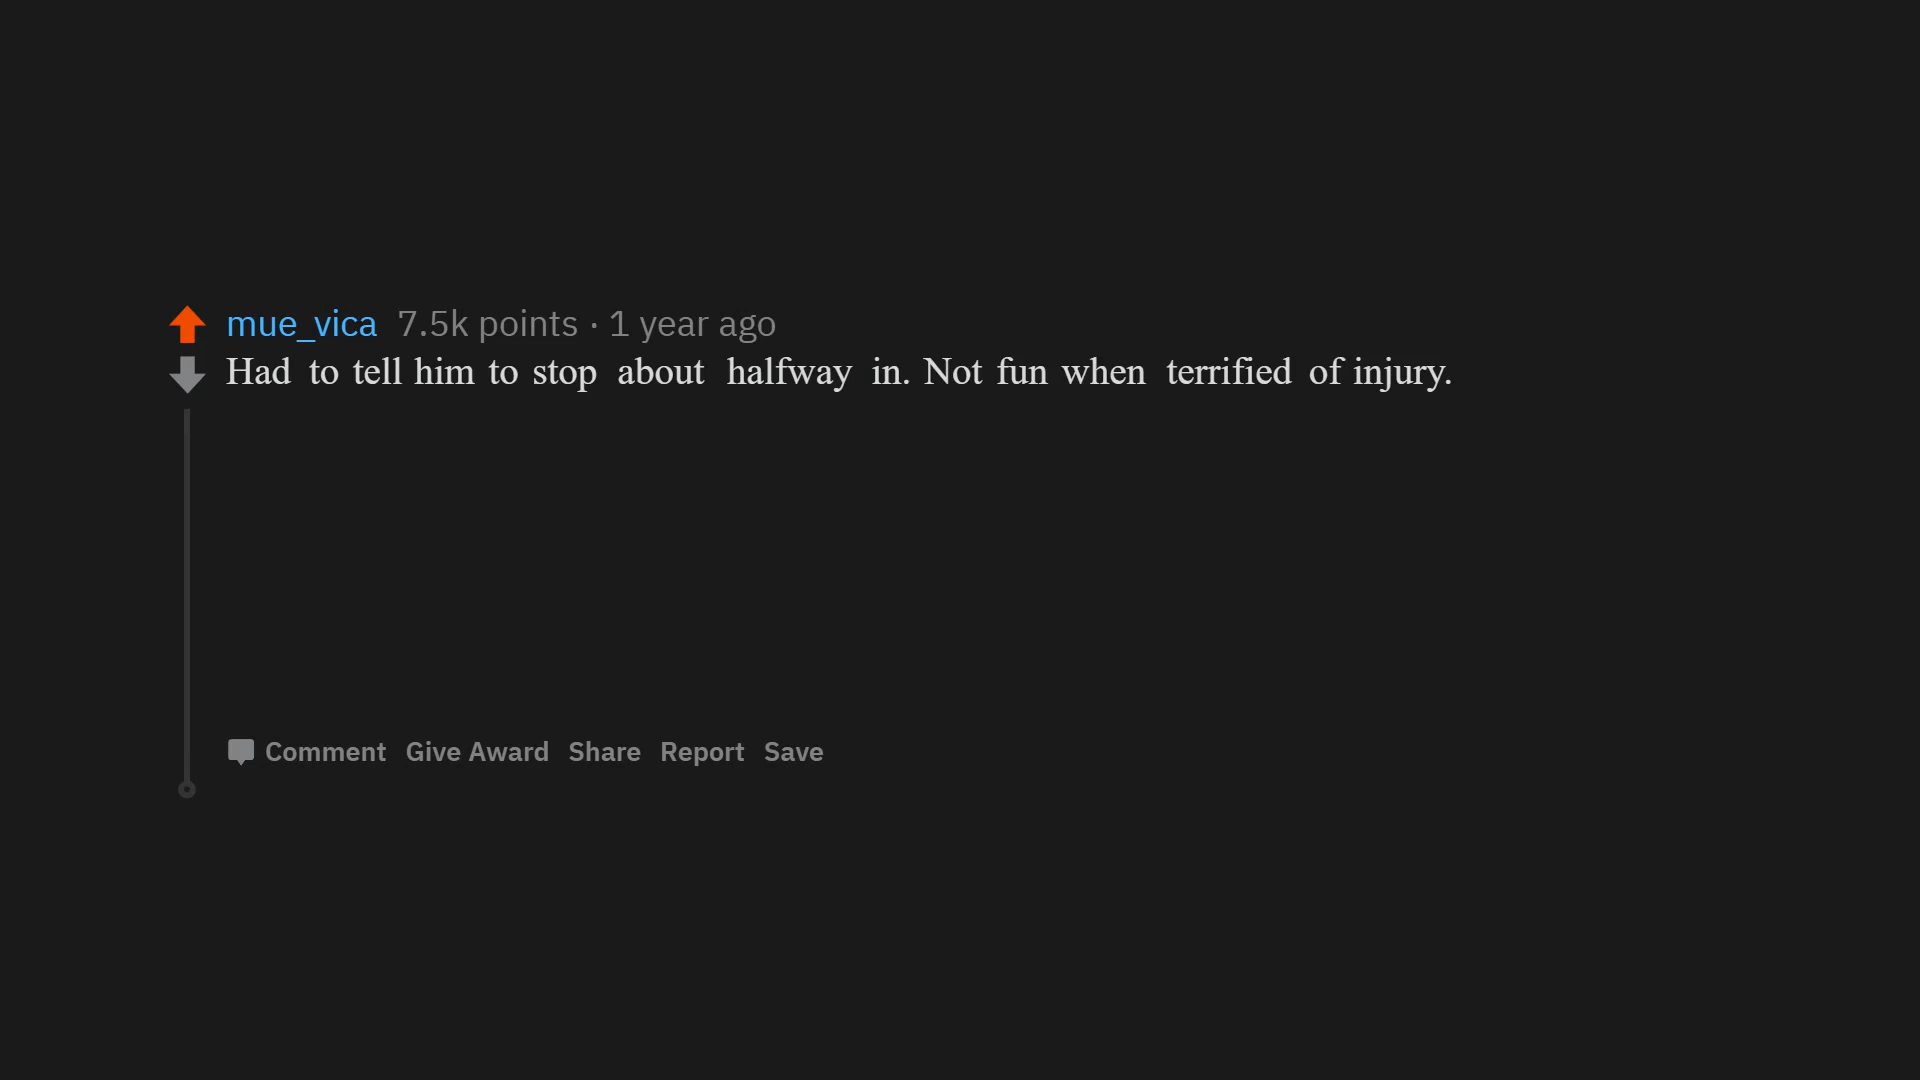 mue_vica 7.5k points · 1 year ago
Had to tell him to stop about halfway in. Not fun when terrified of injury.
Comment Give Award Share Report Save